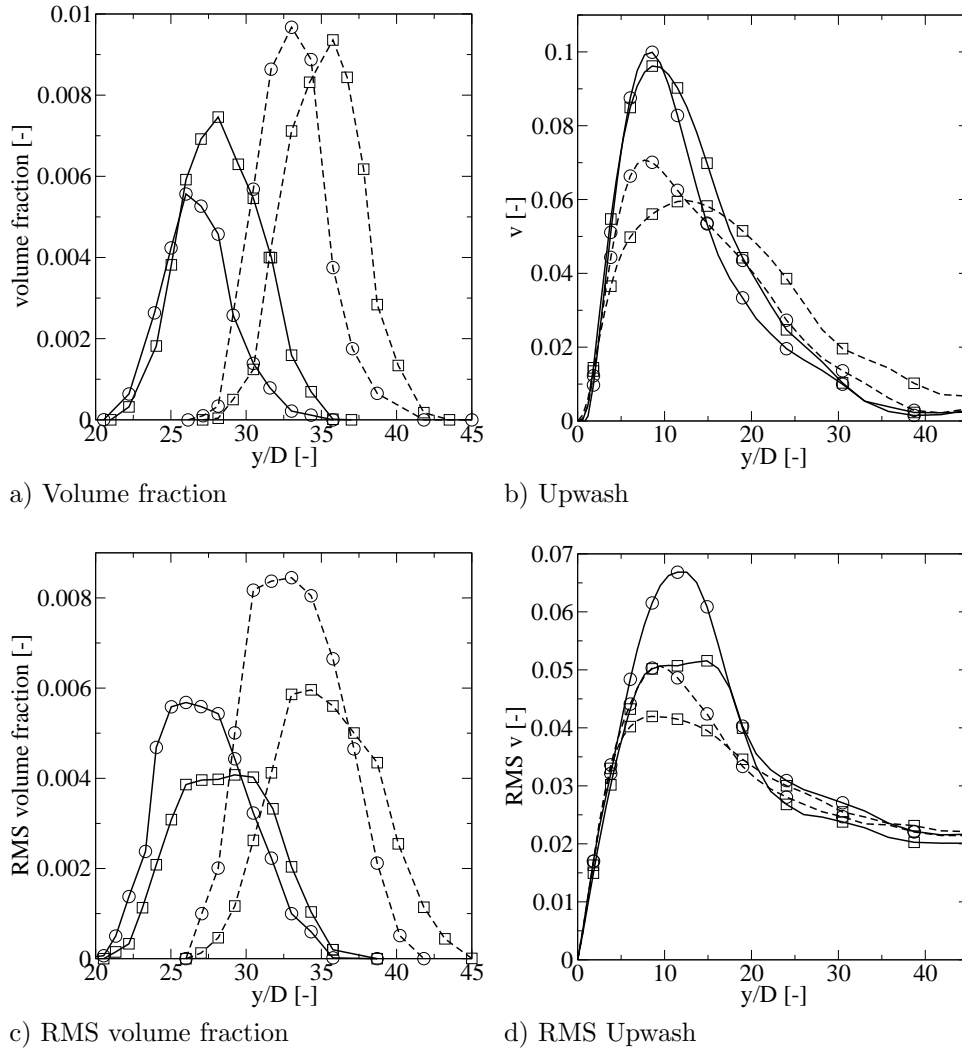 0.01
0.008
0.006
0.004
0.002
0
volume fraction [-]
20 25 30 35 40 45
y/D [-]
a) Volume fraction
0.1
0.08
0.06
0.04
0.02
0
v [-]
0 10 20 30 40
y/D [-]
b) Upwash
0.008
0.006
0.004
0.002
0
RMS volume fraction [-]
20 25 30 35 40 45
y/D [-]
c) RMS volume fraction
0.07
0.06
0.05
0.04
0.03
0.02
0.01
0
RMS v [-]
0 10 20 30 40
y/D [-]
d) RMS Upwash